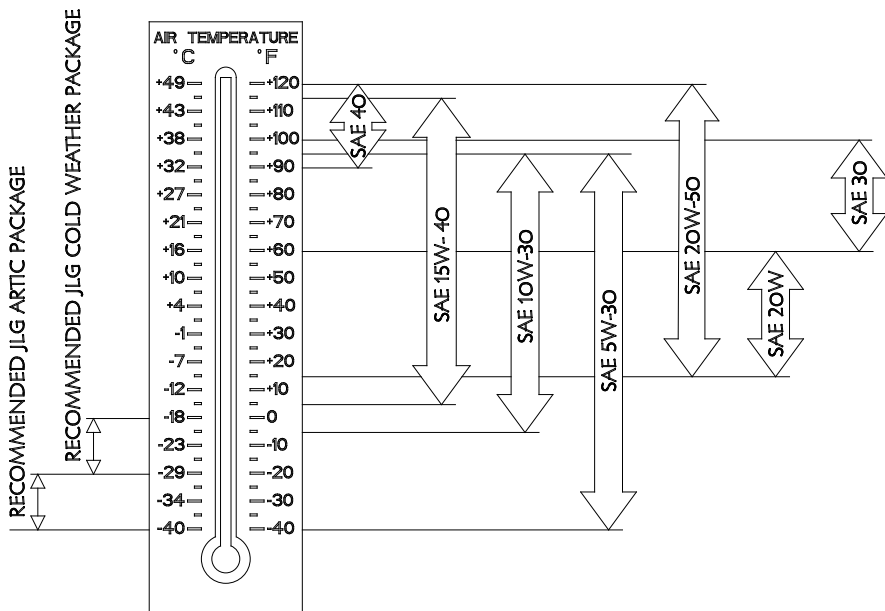 AIR TEMPERATURE
°C °F
+49 +120
+43 +110
+38 +100
+32 +90
+27 +80
+21 +70
+16 +60
+10 +50
+4 +40
-1 +30
-7 +20
-12 +10
-18 0
-23 -10
-29 -20
-34 -30
-40 -40
RECOMMENDED JLG ARTIC PACKAGE
RECOMMENDED JLG COLD WEATHER PACKAGE
SAE 40
SAE 15W- 40
SAE 10W-30
SAE 5W-30
SAE 20W-50
SAE 20W
SAE 30